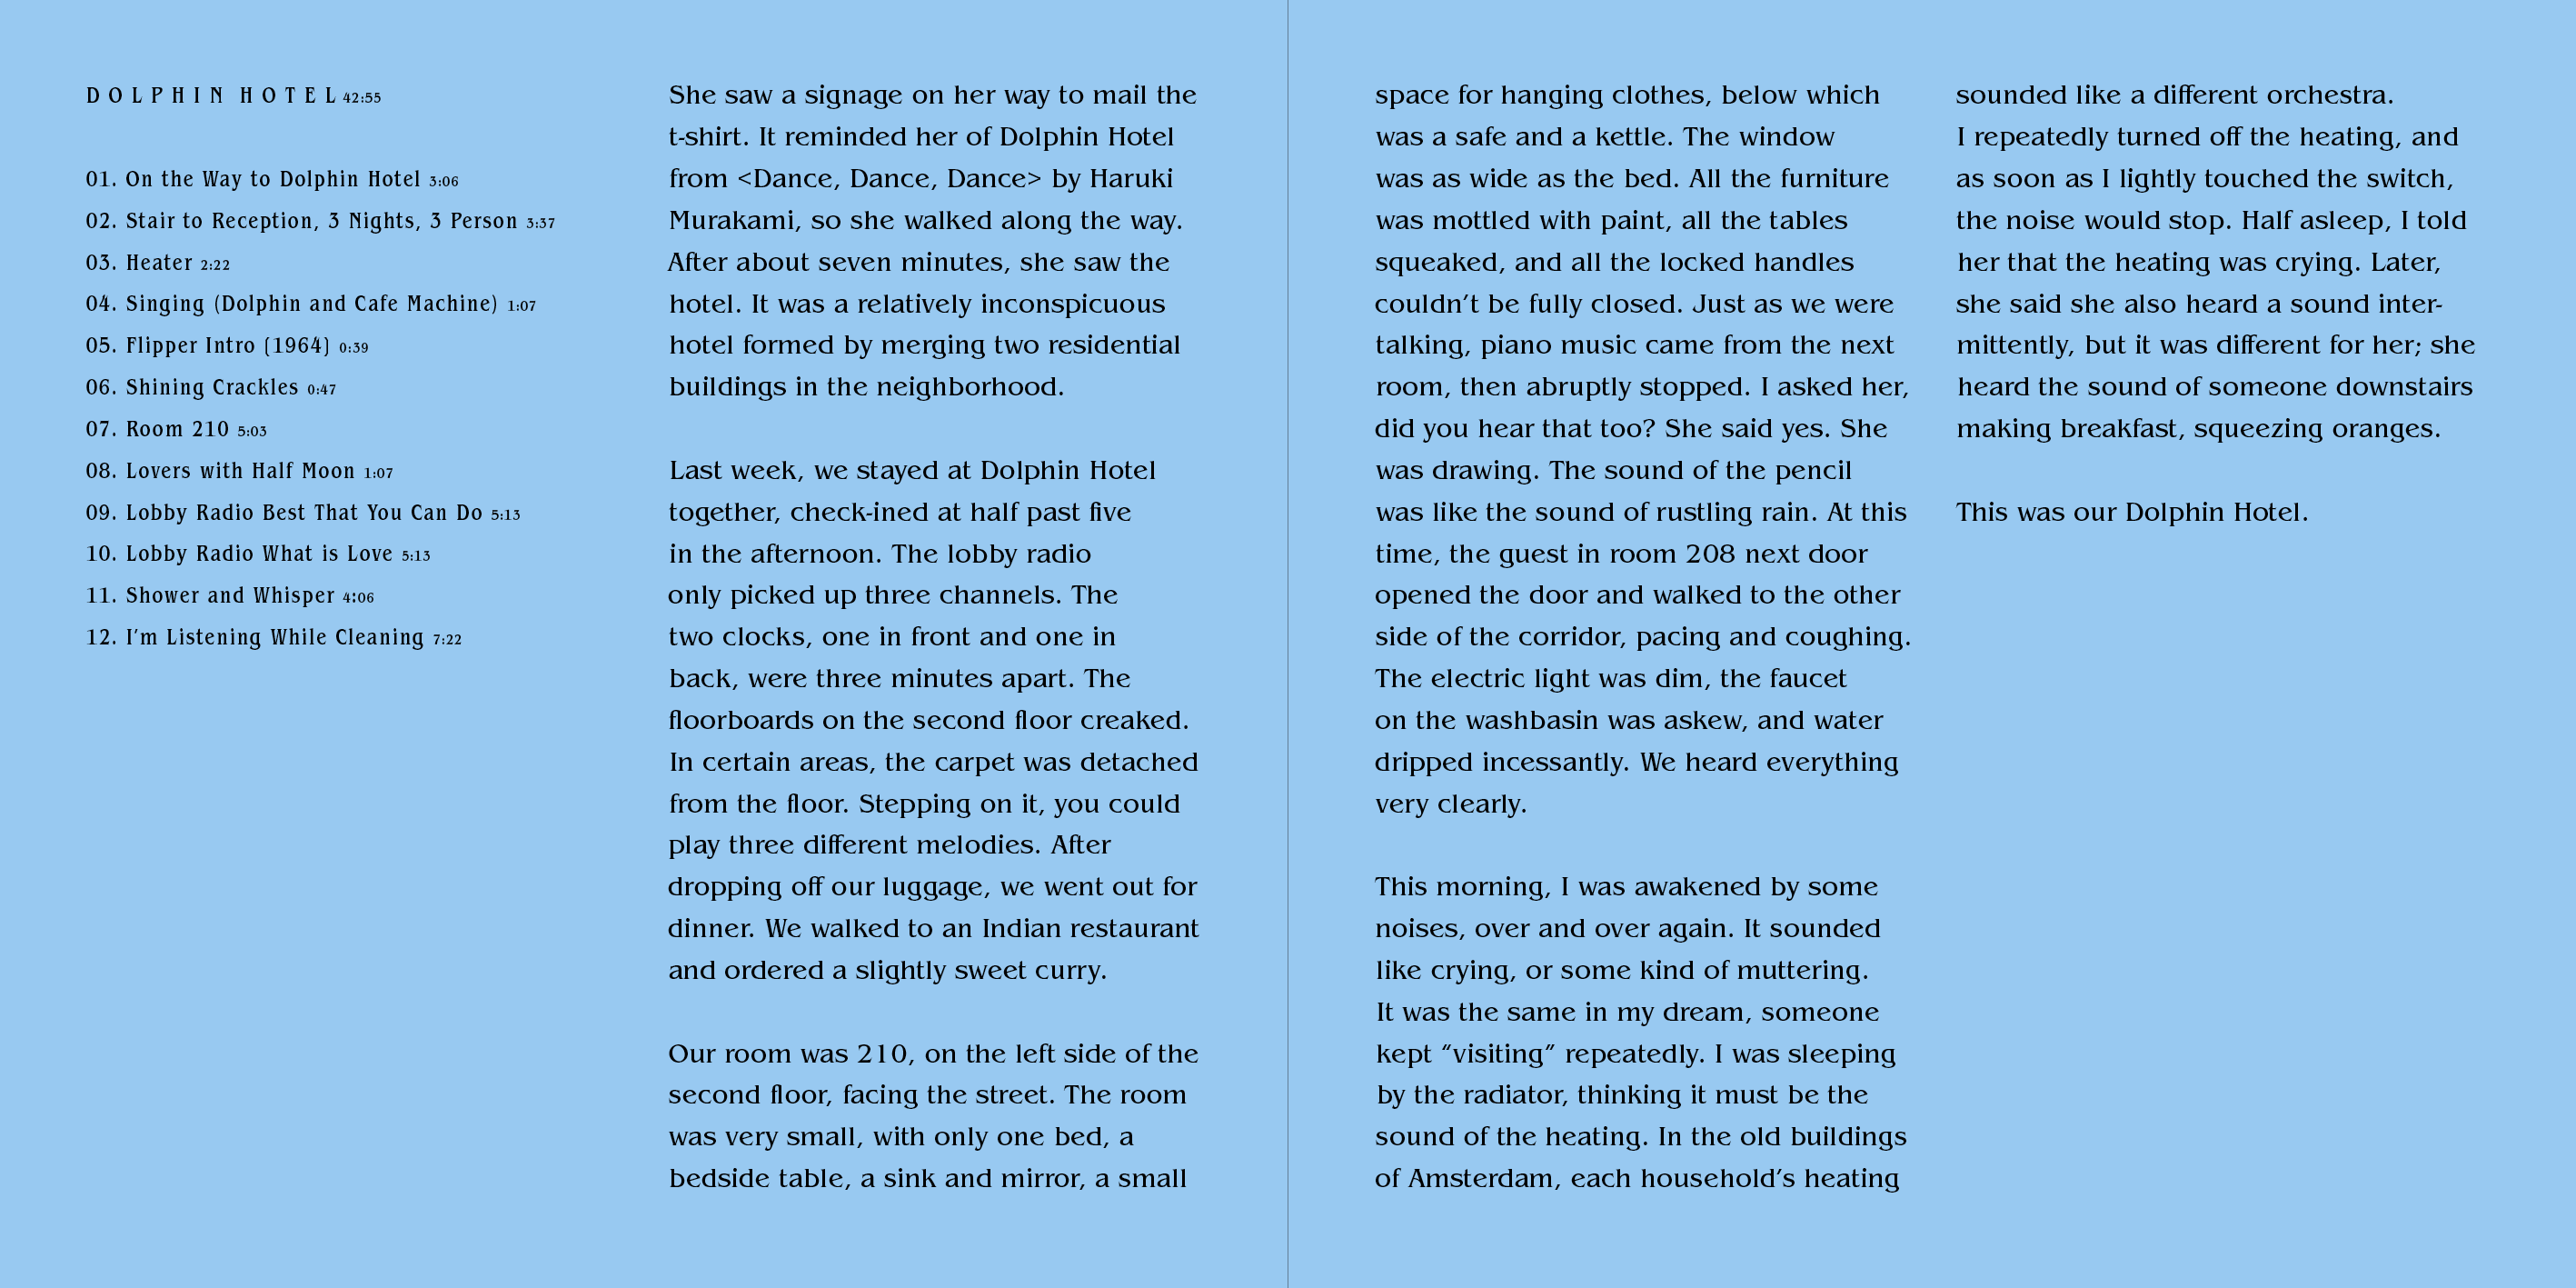 DOLPHIN HOTEL 42:55
01. On the Way to Dolphin Hotel 3:06
02. Stair to Reception, 3 Nights, 3 Person 3:37
03. Heater 2:22
04. Singing (Dolphin and Cafe Machine) 1:07
05. Flipper Intro (1964) 0:39
06. Shining Crackles 0:47
07. Room 210 5:03
08. Lovers with Half Moon 1:07
09. Lobby Radio Best That You Can Do 5:13
10. Lobby Radio What is Love 5:13
11. Shower and Whisper 4:06
12. I'm Listening While Cleaning 7:22
She saw a signage on her way to mail the
t-shirt. It reminded her of Dolphin Hotel
from <Dance, Dance, Dance> by Haruki
Murakami, so she walked along the way.
After about seven minutes, she saw the
hotel. It was a relatively inconspicuous
hotel formed by merging two residential
buildings in the neighborhood.
Last week, we stayed at Dolphin Hotel
together, check-ined at half past five
in the afternoon. The lobby radio
only picked up three channels. The
two clocks, one in front and one in
back, were three minutes apart. The
floorboards on the second floor creaked.
In certain areas, the carpet was detached
from the floor. Stepping on it, you could
play three different melodies. After
dropping off our luggage, we went out for
dinner. We walked to an Indian restaurant
and ordered a slightly sweet curry.
Our room was 210, on the left side of the
second floor, facing the street. The room
was very small, with only one bed, a
bedside table, a sink and mirror, a small
space for hanging clothes, below which
was a safe and a kettle. The window
was as wide as the bed. All the furniture
was mottled with paint, all the tables
squeaked, and all the locked handles
couldn't be fully closed. Just as we were
talking, piano music came from the next
room, then abruptly stopped. I asked her,
did you hear that too? She said yes. She
was drawing. The sound of the pencil
was like the sound of rustling rain. At this
time, the guest in room 208 next door
opened the door and walked to the other
side of the corridor, pacing and coughing.
The electric light was dim, the faucet
on the washbasin was askew, and water
dripped incessantly. We heard everything
very clearly.
This morning, I was awakened by some
noises, over and over again. It sounded
like crying, or some kind of muttering.
It was the same in my dream, someone
kept "visiting" repeatedly. I was sleeping
by the radiator, thinking it must be the
sound of the heating. In the old buildings
of Amsterdam, each household's heating
sounded like a different orchestra.
I repeatedly turned off the heating, and
as soon as I lightly touched the switch,
the noise would stop. Half asleep, I told
her that the heating was crying. Later,
she said she also heard a sound inter-
mittently, but it was different for her; she
heard the sound of someone downstairs
making breakfast, squeezing oranges.
This was our Dolphin Hotel.